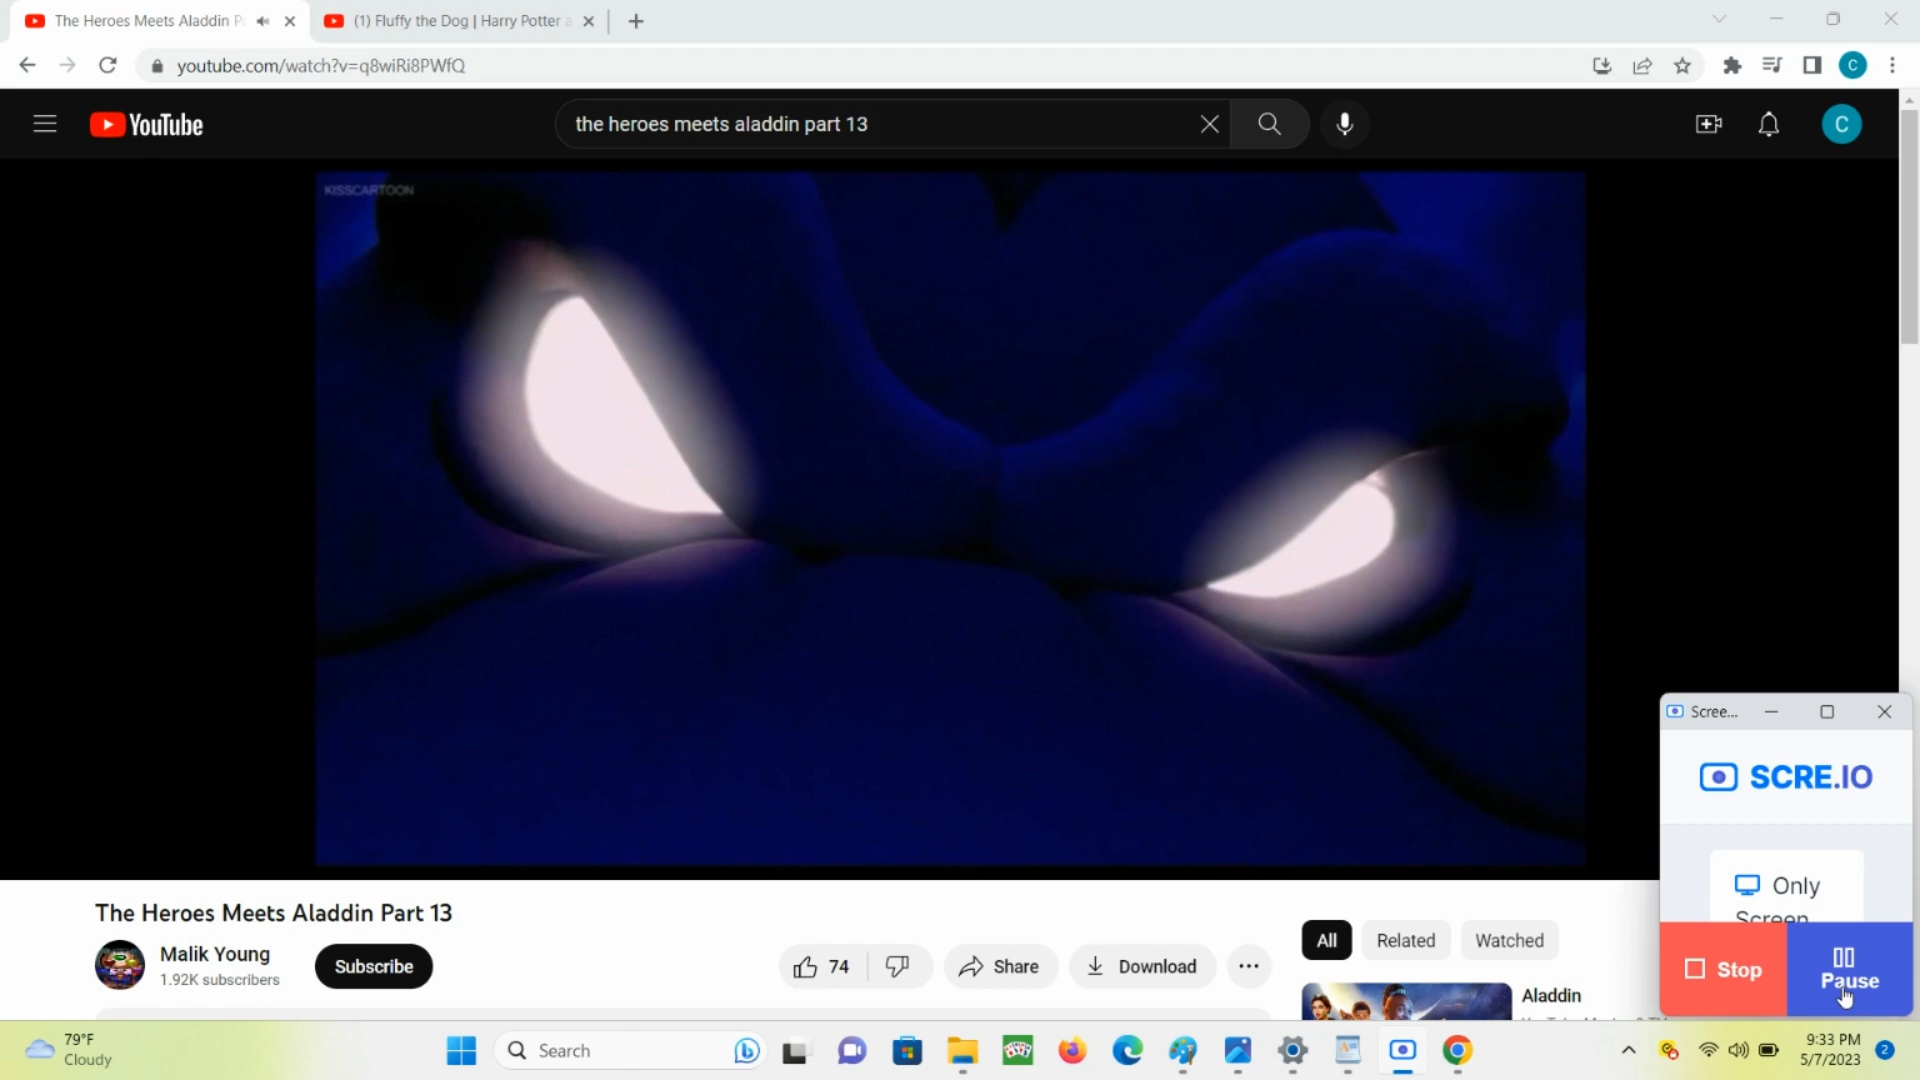 The Heroes Meets Aladdin Pa
(1) Fluffy the Dog | Harry Potter a
youtube.com/watch?v=q8wiRi8PWfQ
C
YouTube
the heroes meets aladdin part 13
C
KISSCARTOON
Scree...
SCRE.IO
Only
Screen
Stop
Pause
The Heroes Meets Aladdin Part 13
Malik Young
1.92K subscribers
Subscribe
74
Share
Download
All
Related
Watched
Aladdin
79°F
Cloudy
Search
9:33 PM
5/7/2023
2